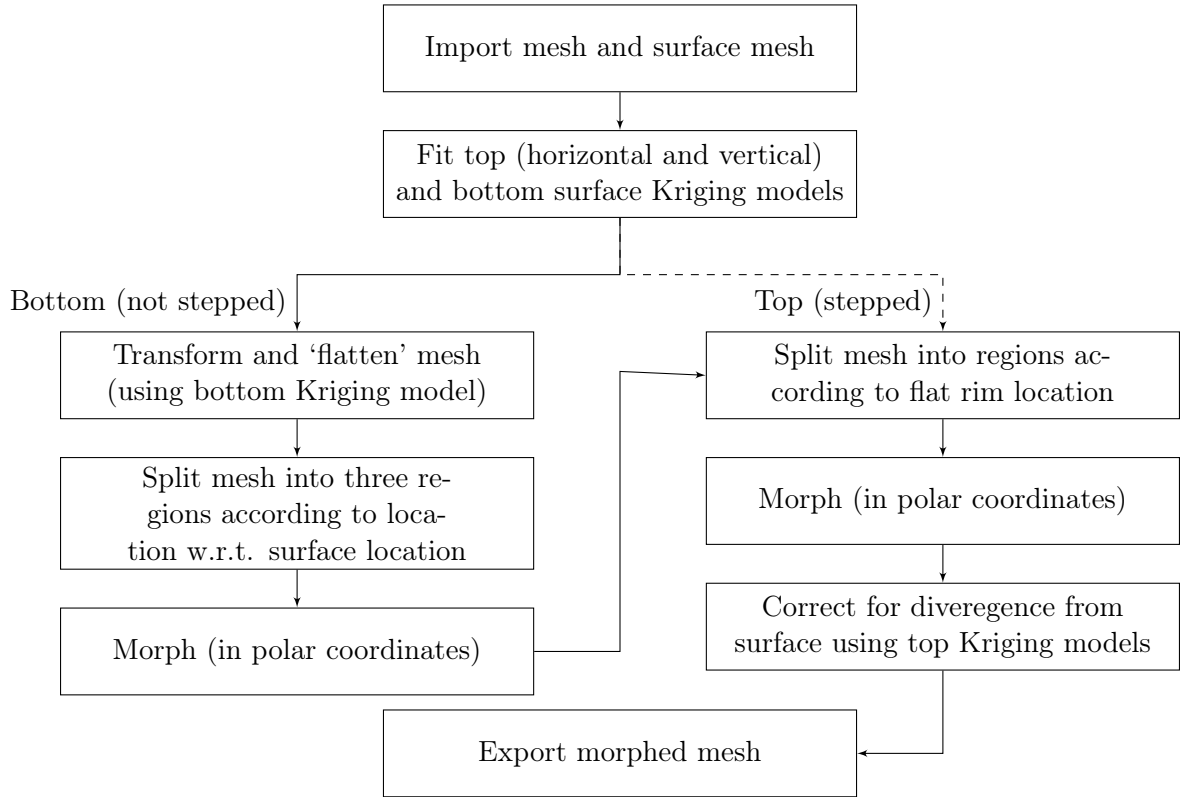 Import mesh and surface mesh
Fit top (horizontal and vertical)
and bottom surface Kriging models
Bottom (not stepped)
Transform and ‘flatten’ mesh
(using bottom Kriging model)
Split mesh into three re-
gions according to loca-
tion w.r.t. surface location
Morph (in polar coordinates)
Top (stepped)
Split mesh into regions ac-
cording to flat rim location
Morph (in polar coordinates)
Correct for diveregence from
surface using top Kriging models
Export morphed mesh